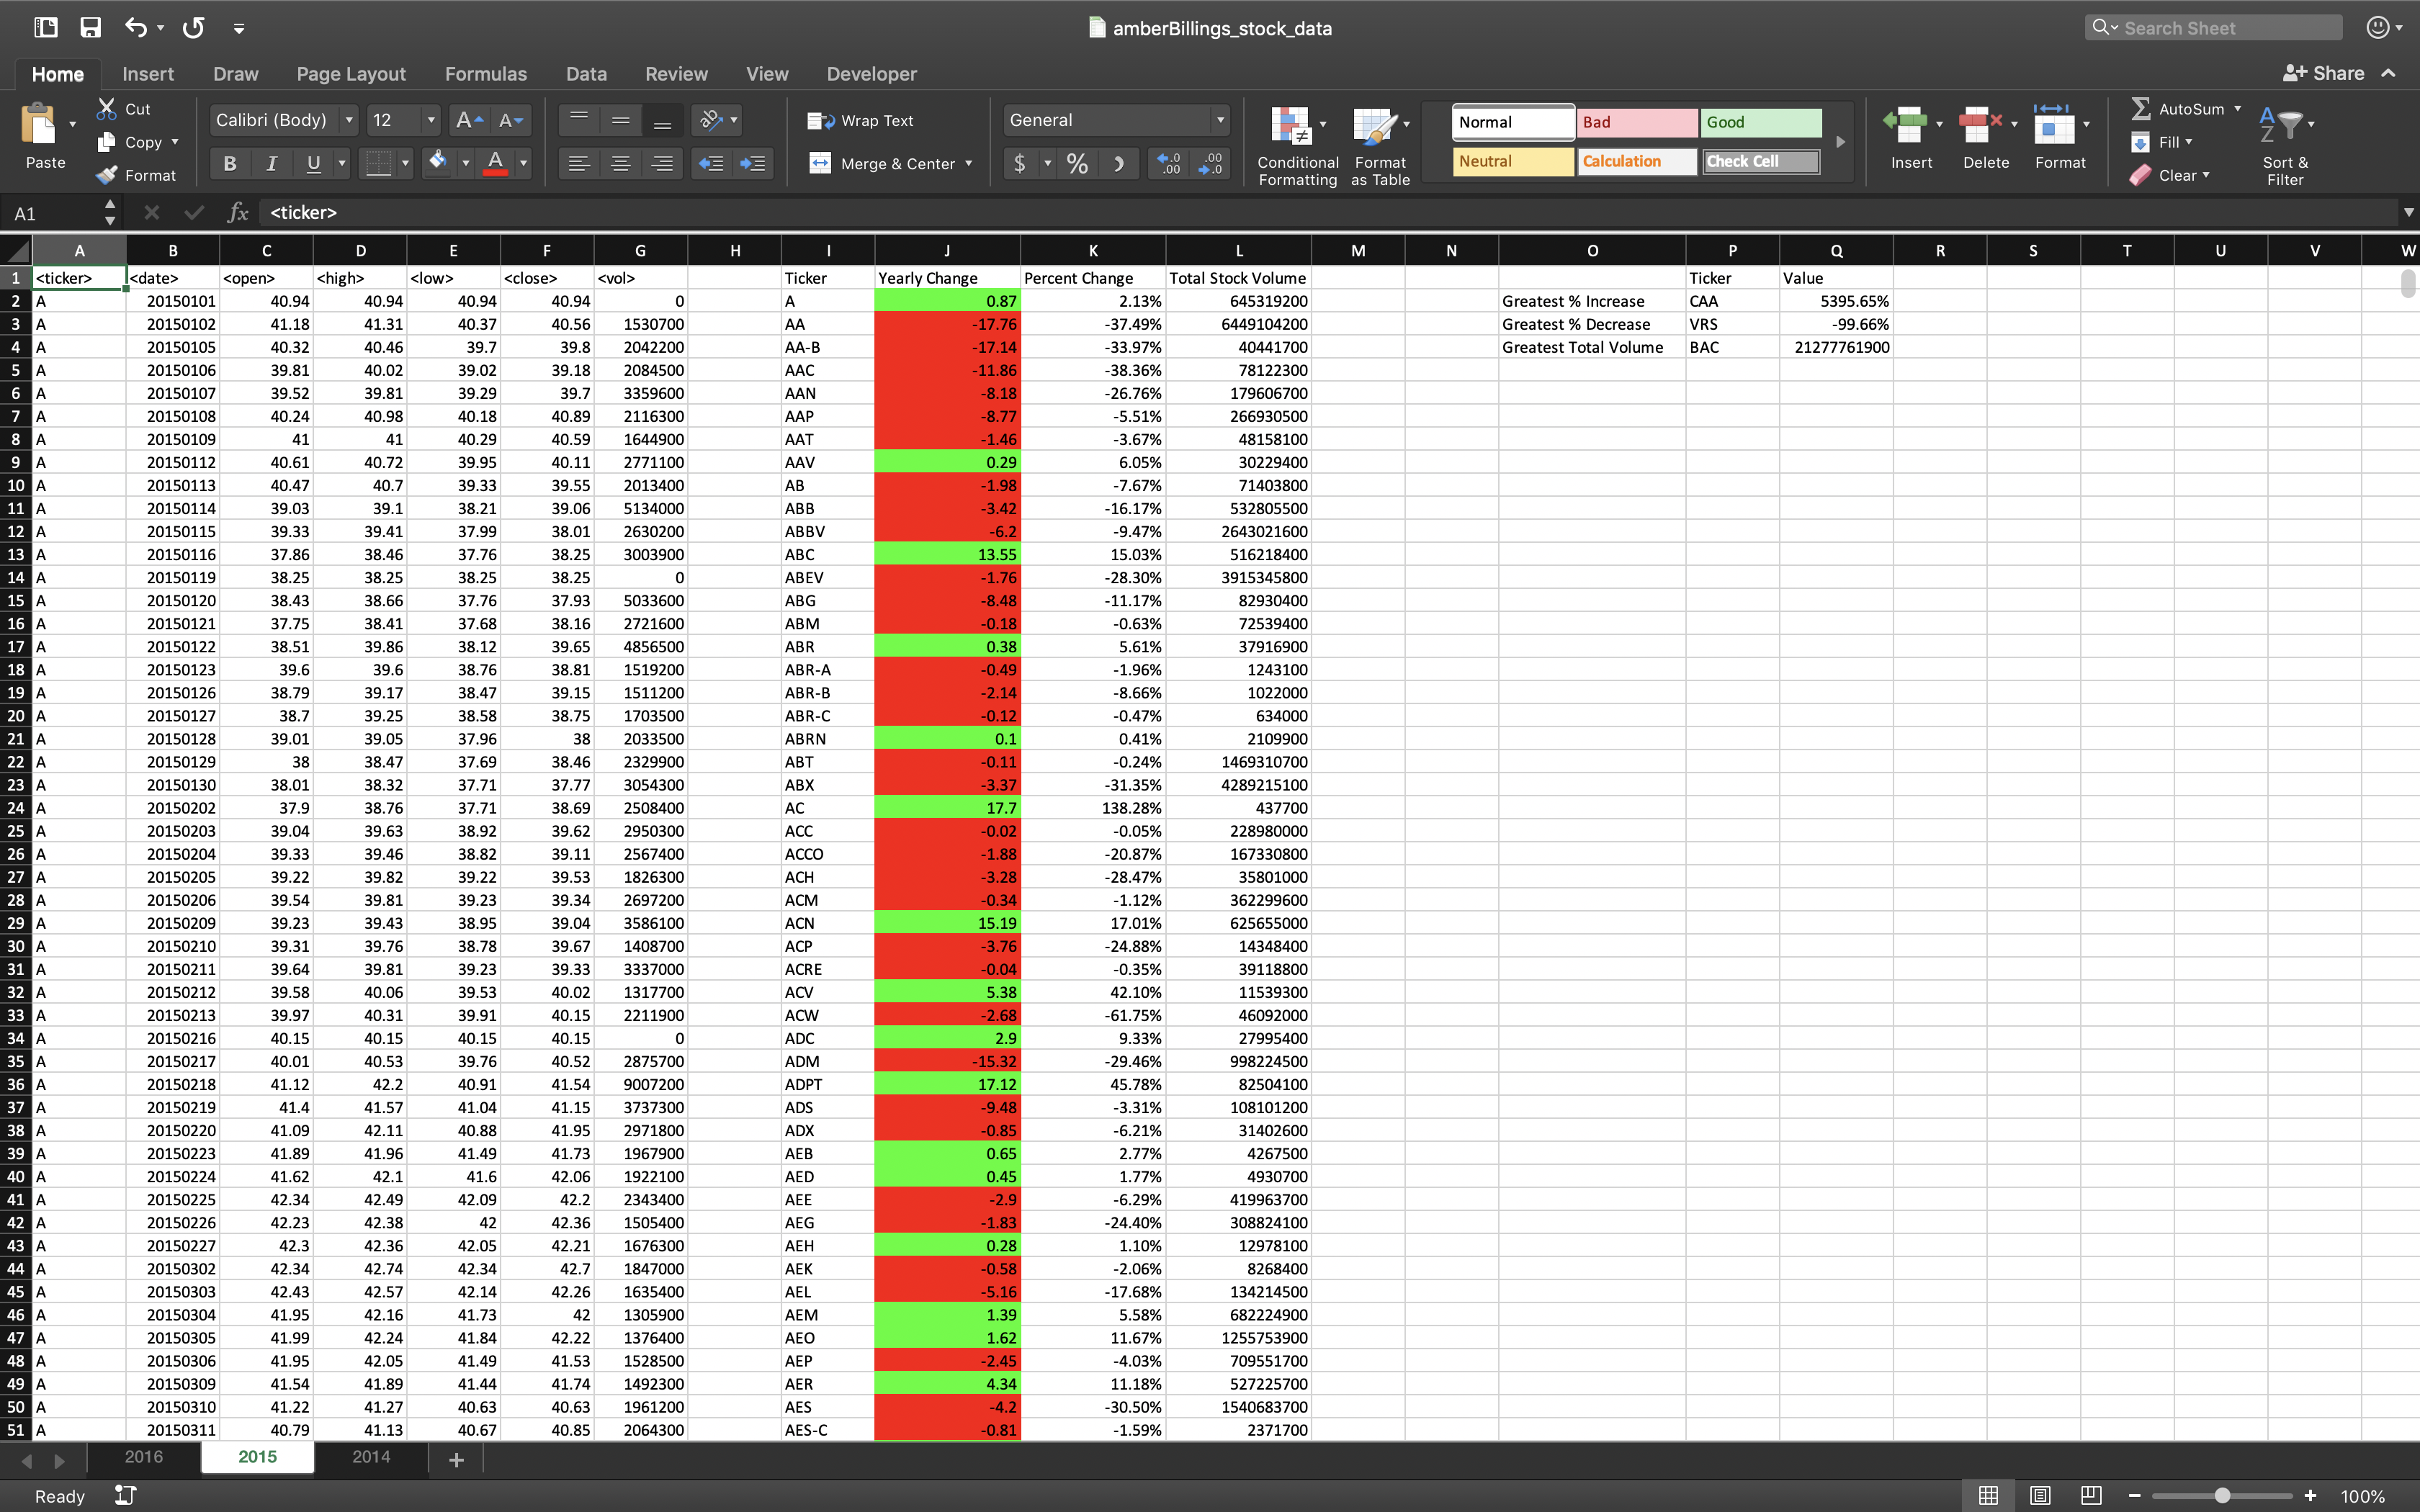 amberBillings_stock_data
Search Sheet
Home Insert Draw Page Layout Formulas Data Review View Developer
Share
Paste
Cut
Copy
Format
Calibri (Body) 12
B I U
Wrap Text
Merge & Center
General
$ %
Conditional Formatting
Format as Table
Normal Bad Good
Neutral Calculation Check Cell
Insert Delete Format
AutoSum
Fill
Clear
Sort & Filter
A1 fx <ticker>
A B C D E F G H I J K L M N O P Q R S T U V W
1 <ticker> <date> <open> <high> <low> <close> <vol> Ticker Yearly Change Percent Change Total Stock Volume Ticker Value
2 A 20150101 40.94 40.94 40.94 40.94 0 A 0.87 2.13% 645319200 Greatest % Increase CAA 5395.65%
3 A 20150102 41.18 41.31 40.37 40.56 1530700 AA -17.76 -37.49% 6449104200 Greatest % Decrease VRS -99.66%
4 A 20150105 40.32 40.46 39.7 39.8 2042200 AA-B -17.14 -33.97% 40441700 Greatest Total Volume BAC 21277761900
5 A 20150106 39.81 40.02 39.02 39.18 2084500 AAC -11.86 -38.36% 78122300
6 A 20150107 39.52 39.81 39.29 39.7 3359600 AAN -8.18 -26.76% 179606700
7 A 20150108 40.24 40.98 40.18 40.89 2116300 AAP -8.77 -5.51% 266930500
8 A 20150109 41 41 40.29 40.59 1644900 AAT -1.46 -3.67% 48158100
9 A 20150112 40.61 40.72 39.95 40.11 2771100 AAV 0.29 6.05% 30229400
10 A 20150113 40.47 40.7 39.33 39.55 2013400 AB -1.98 -7.67% 71403800
11 A 20150114 39.03 39.1 38.21 39.06 5134000 ABB -3.42 -16.17% 532805500
12 A 20150115 39.33 39.41 37.99 38.01 2630200 ABBV -6.2 -9.47% 2643021600
13 A 20150116 37.86 38.46 37.76 38.25 3003900 ABC 13.55 15.03% 516218400
14 A 20150119 38.25 38.25 38.25 38.25 0 ABEV -1.76 -28.30% 3915345800
15 A 20150120 38.43 38.66 37.76 37.93 5033600 ABG -8.48 -11.17% 82930400
16 A 20150121 37.75 38.41 37.68 38.16 2721600 ABM -0.18 -0.63% 72539400
17 A 20150122 38.51 39.86 38.12 39.65 4856500 ABR 0.38 5.61% 37916900
18 A 20150123 39.6 39.6 38.76 38.81 1519200 ABR-A -0.49 -1.96% 1243100
19 A 20150126 38.79 39.17 38.47 39.15 1511200 ABR-B -2.14 -8.66% 1022000
20 A 20150127 38.7 39.25 38.58 38.75 1703500 ABR-C -0.12 -0.47% 634000
21 A 20150128 39.01 39.05 37.96 38 2033500 ABRN 0.1 0.41% 2109900
22 A 20150129 38 38.47 37.69 38.46 2329900 ABT -0.11 -0.24% 1469310700
23 A 20150130 38.01 38.32 37.71 37.77 3054300 ABX -3.37 -31.35% 4289215100
24 A 20150202 37.9 38.76 37.71 38.69 2508400 AC 17.7 138.28% 437700
25 A 20150203 39.04 39.63 38.92 39.62 2950300 ACC -0.02 -0.05% 228980000
26 A 20150204 39.33 39.46 38.82 39.11 2567400 ACCO -1.88 -20.87% 167330800
27 A 20150205 39.22 39.82 39.22 39.53 1826300 ACH -3.28 -28.47% 35801000
28 A 20150206 39.54 39.81 39.23 39.34 2697200 ACM -0.34 -1.12% 362299600
29 A 20150209 39.23 39.43 38.95 39.04 3586100 ACN 15.19 17.01% 625655000
30 A 20150210 39.31 39.76 38.78 39.67 1408700 ACP -3.76 -24.88% 14348400
31 A 20150211 39.64 39.81 39.23 39.33 3337000 ACRE -0.04 -0.35% 39118800
32 A 20150212 39.58 40.06 39.53 40.02 1317700 ACV 5.38 42.10% 11539300
33 A 20150213 39.97 40.31 39.91 40.15 2211900 ACW -2.68 -61.75% 46092000
34 A 20150216 40.15 40.15 40.15 40.15 0 ADC 2.9 9.33% 27995400
35 A 20150217 40.01 40.53 39.76 40.52 2875700 ADM -15.32 -29.46% 998224500
36 A 20150218 41.12 42.2 40.91 41.54 9007200 ADPT 17.12 45.78% 82504100
37 A 20150219 41.4 41.57 41.04 41.15 3737300 ADS -9.48 -3.31% 108101200
38 A 20150220 41.09 42.11 40.88 41.95 2971800 ADX -0.85 -6.21% 31402600
39 A 20150223 41.89 41.96 41.49 41.73 1967900 AEB 0.65 2.77% 4267500
40 A 20150224 41.62 42.1 41.6 42.06 1922100 AED 0.45 1.77% 4930700
41 A 20150225 42.34 42.49 42.09 42.2 2343400 AEE -2.9 -6.29% 419963700
42 A 20150226 42.23 42.38 42 42.36 1505400 AEG -1.83 -24.40% 308824100
43 A 20150227 42.3 42.36 42.05 42.21 1676300 AEH 0.28 1.10% 12978100
44 A 20150302 42.34 42.74 42.34 42.7 1847000 AEK -0.58 -2.06% 8268400
45 A 20150303 42.43 42.57 42.14 42.26 1635400 AEL -5.16 -17.68% 134214500
46 A 20150304 41.95 42.16 41.73 42 1305900 AEM 1.39 5.58% 682224900
47 A 20150305 41.99 42.24 41.84 42.22 1376400 AEO 1.62 11.67% 1255753900
48 A 20150306 41.95 42.05 41.49 41.53 1528500 AEP -2.45 -4.03% 709551700
49 A 20150309 41.54 41.89 41.44 41.74 1492300 AER 4.34 11.18% 527225700
50 A 20150310 41.22 41.27 40.63 40.63 1961200 AES -4.2 -30.50% 1540683700
51 A 20150311 40.79 41.13 40.67 40.85 2064300 AES-C -0.81 -1.59% 2371700
2016 2015 2014 +
Ready 100%